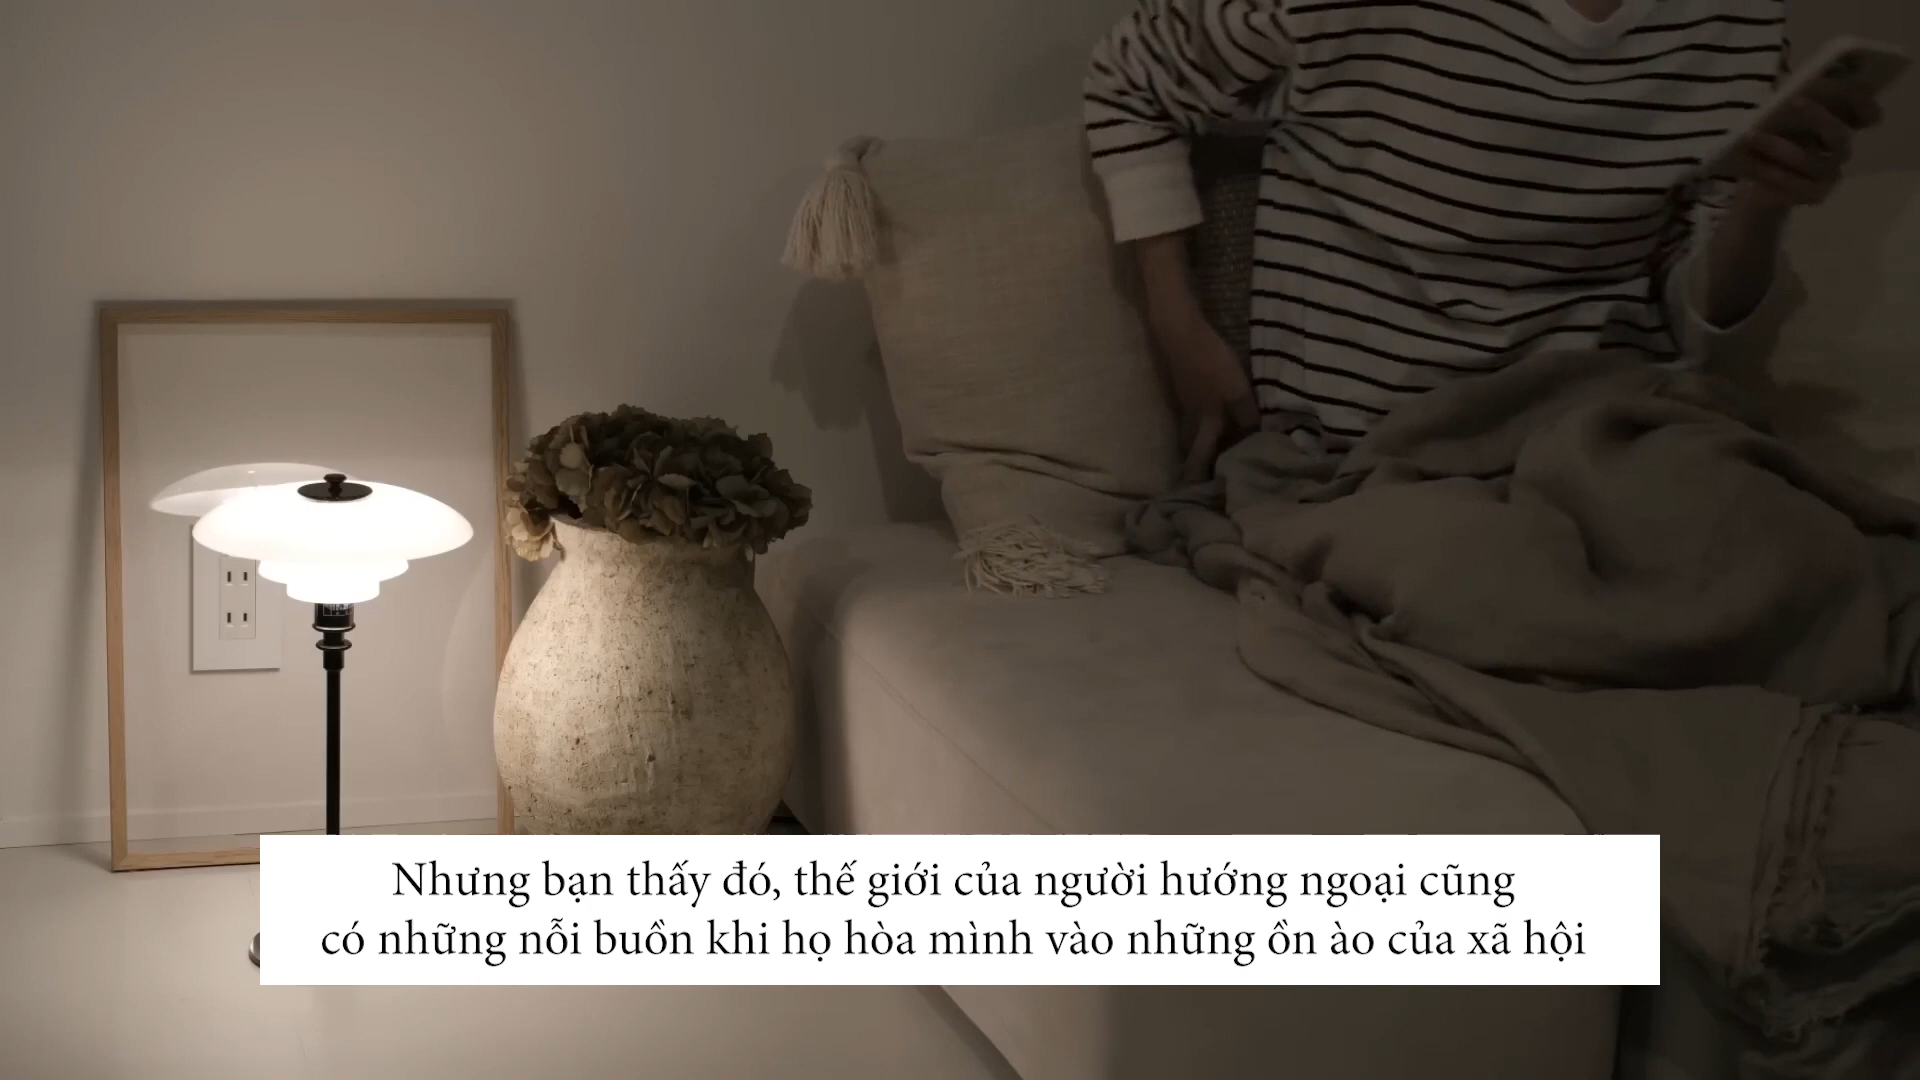 Nhưng bạn thấy đó, thế giới của người hướng ngoại cũng
có những nỗi buồn khi họ hòa mình vào những ồn ào của xã hội